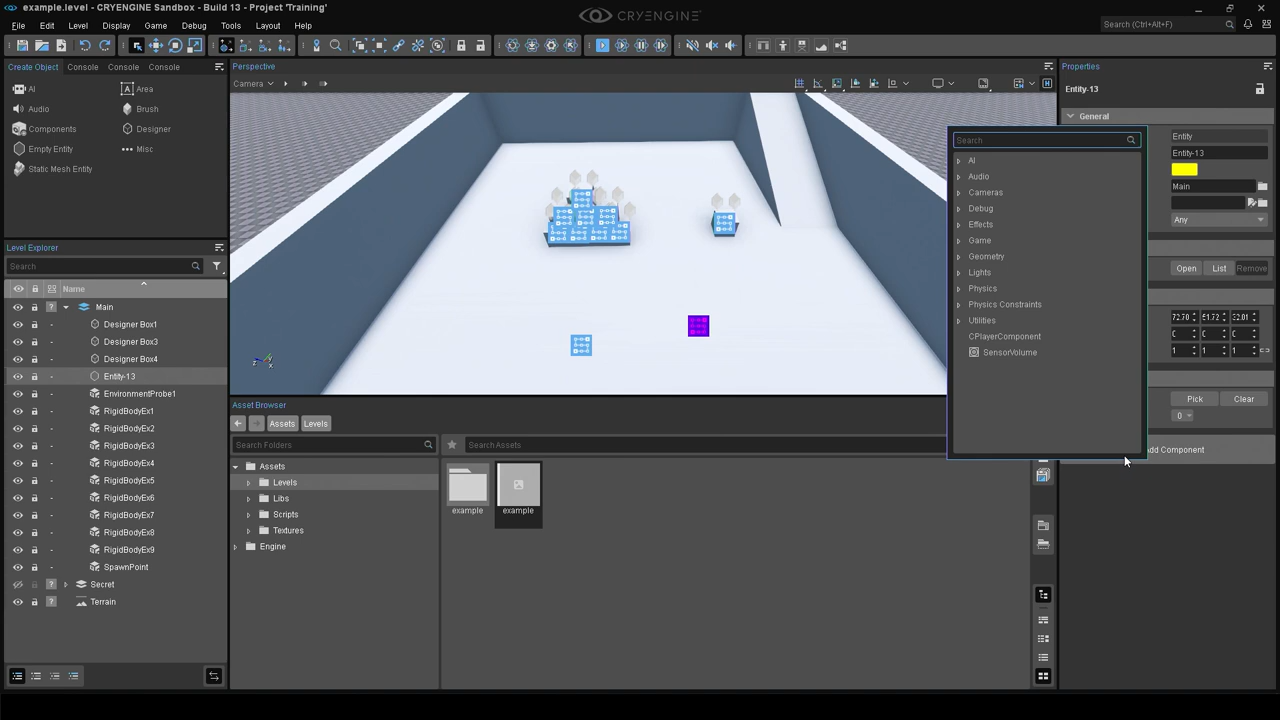 example.level - CRYENGINE Sandbox - Build 13 - Project 'Training'
CRYENGINE
File Edit Level Display Game Debug Tools Layout Help
Search (Ctrl+Alt+F)
Create Object Console Console Console
AI Area
Audio Brush
Components Designer
Empty Entity Misc
Static Mesh Entity
Level Explorer
Search
Name
Main
Designer Box1
Designer Box3
Designer Box4
Entity-13
EnvironmentProbe1
RigidBodyEx1
RigidBodyEx2
RigidBodyEx3
RigidBodyEx4
RigidBodyEx5
RigidBodyEx6
RigidBodyEx7
RigidBodyEx8
RigidBodyEx9
SpawnPoint
Secret
Terrain
Perspective
Camera
Asset Browser
Assets Levels
Search Folders
Search Assets
Assets
Levels
Libs
Scripts
Textures
Engine
example
example
Search
AI
Audio
Cameras
Debug
Effects
Game
Geometry
Lights
Physics
Physics Constraints
Utilities
CPlayerComponent
SensorVolume
Properties
Entity-13
General
Entity
Entity-13
Main
Any
Open List Remove
Pick Clear
0
Component